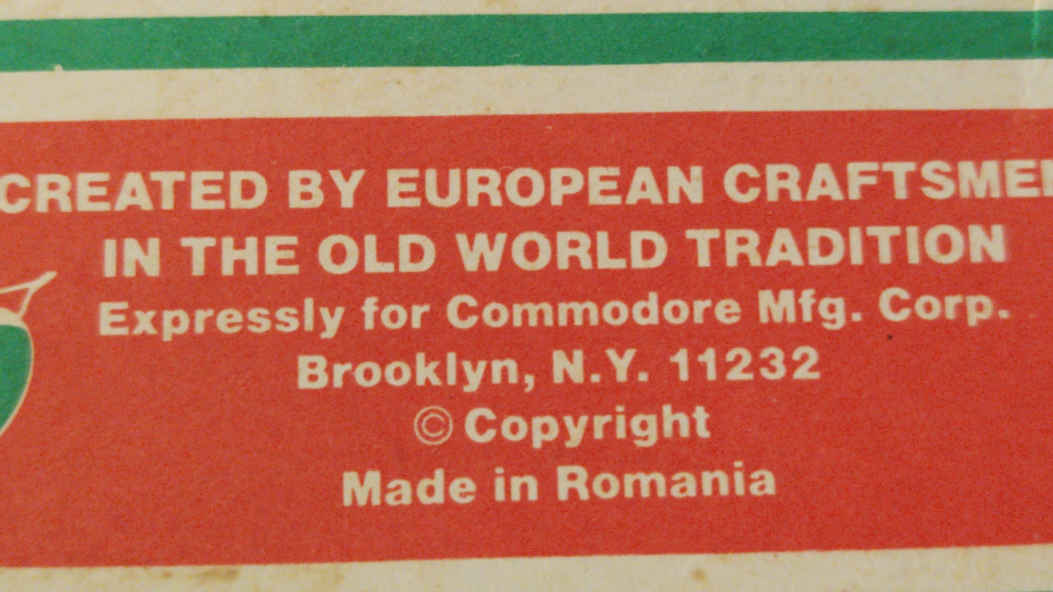 CREATED BY EUROPEAN CRAFTSMEN
IN THE OLD WORLD TRADITION
Expressly for Commodore Mfg. Corp.
Brooklyn, N.Y. 11232
© Copyright
Made in Romania